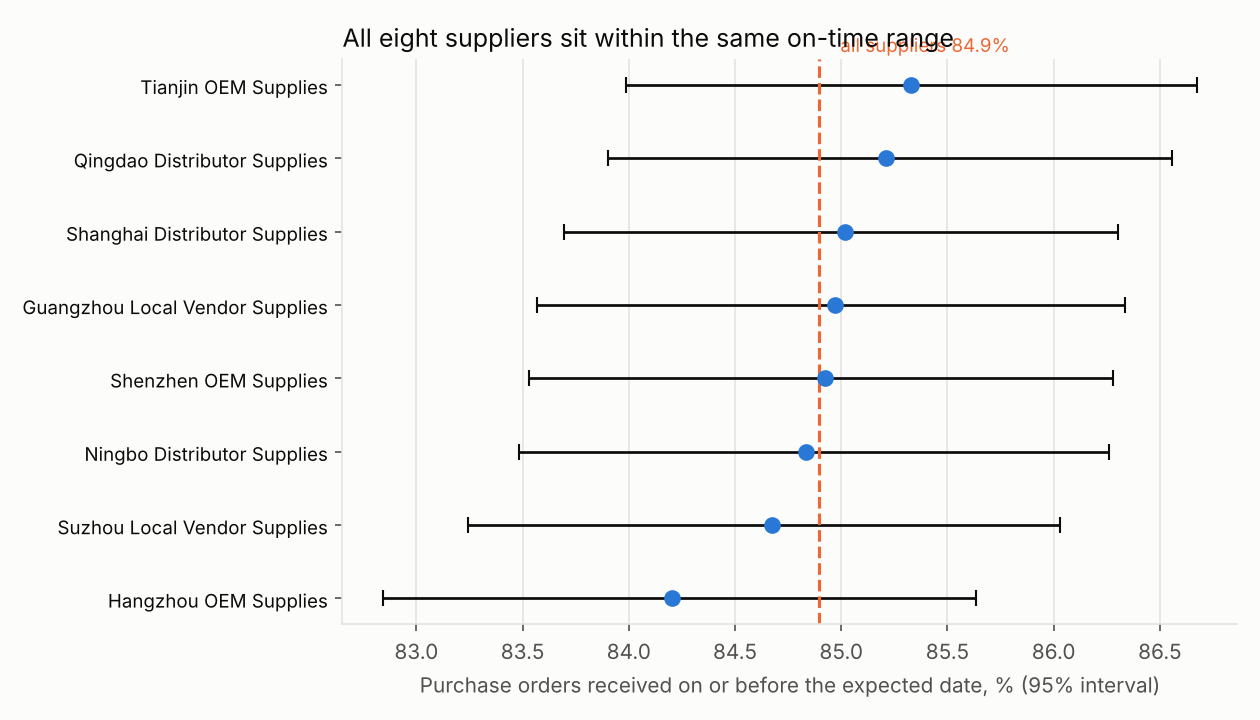 All eight suppliers sit within the same on-time range
all suppliers 84.9%
Tianjin OEM Supplies
Qingdao Distributor Supplies
Shanghai Distributor Supplies
Guangzhou Local Vendor Supplies
Shenzhen OEM Supplies
Ningbo Distributor Supplies
Suzhou Local Vendor Supplies
Hangzhou OEM Supplies
83.0 83.5 84.0 84.5 85.0 85.5 86.0 86.5
Purchase orders received on or before the expected date, % (95% interval)